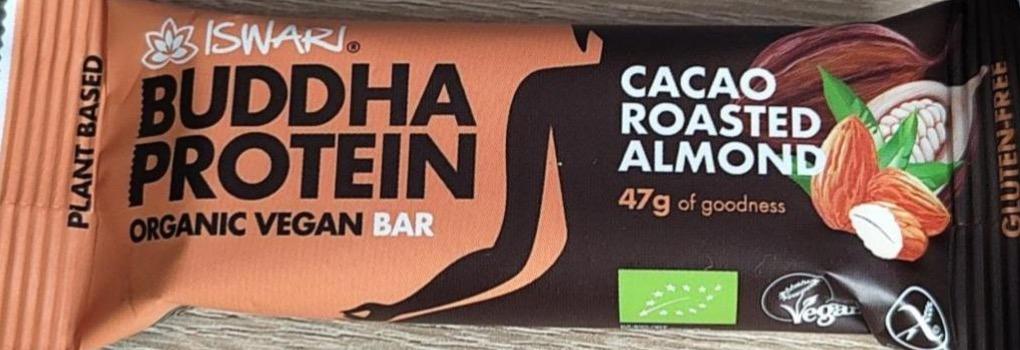 PLANT BASED
ISWARI®
BUDDHA
PROTEIN
ORGANIC VEGAN BAR
CACAO
ROASTED
ALMOND
47g of goodness
Vegan
GLUTEN-FREE